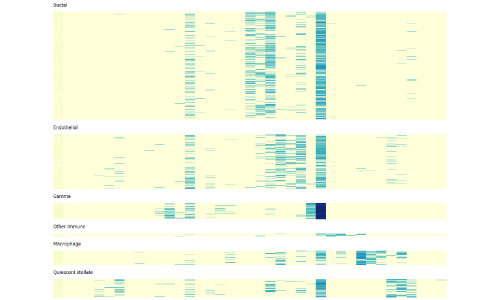 Ductal
Endothelial
Gamma
Other immune
Macrophage
Quiescent stellate